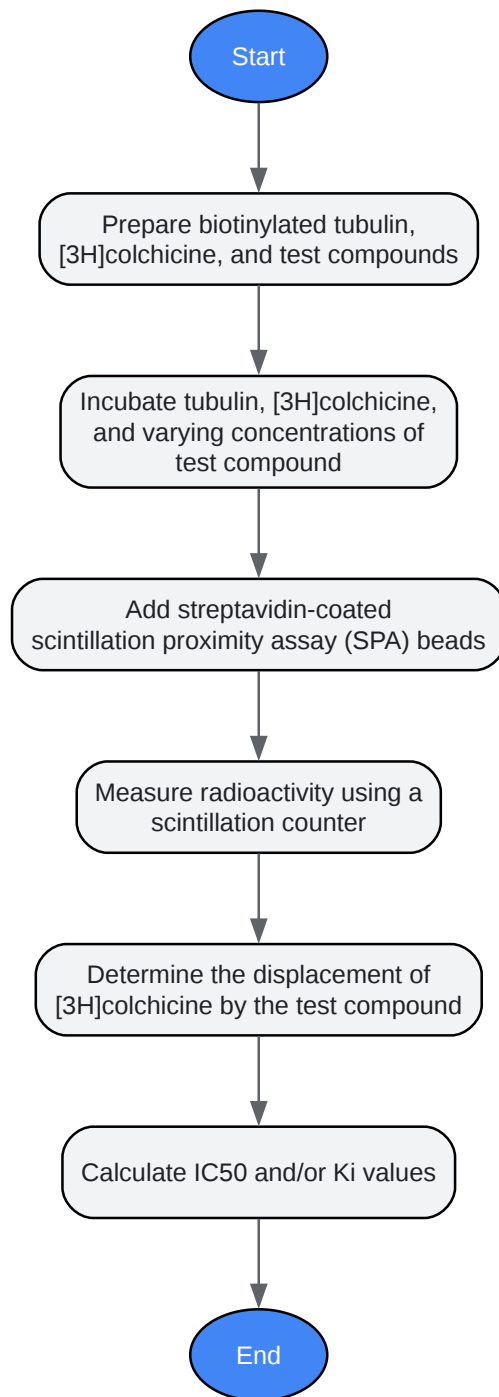 Start
Prepare biotinylated tubulin,
[3H]colchicine, and test compounds
Incubate tubulin, [3H]colchicine,
and varying concentrations of
test compound
Add streptavidin-coated
scintillation proximity assay (SPA) beads
Measure radioactivity using a
scintillation counter
Determine the displacement of
[3H]colchicine by the test compound
Calculate IC50 and/or Ki values
End